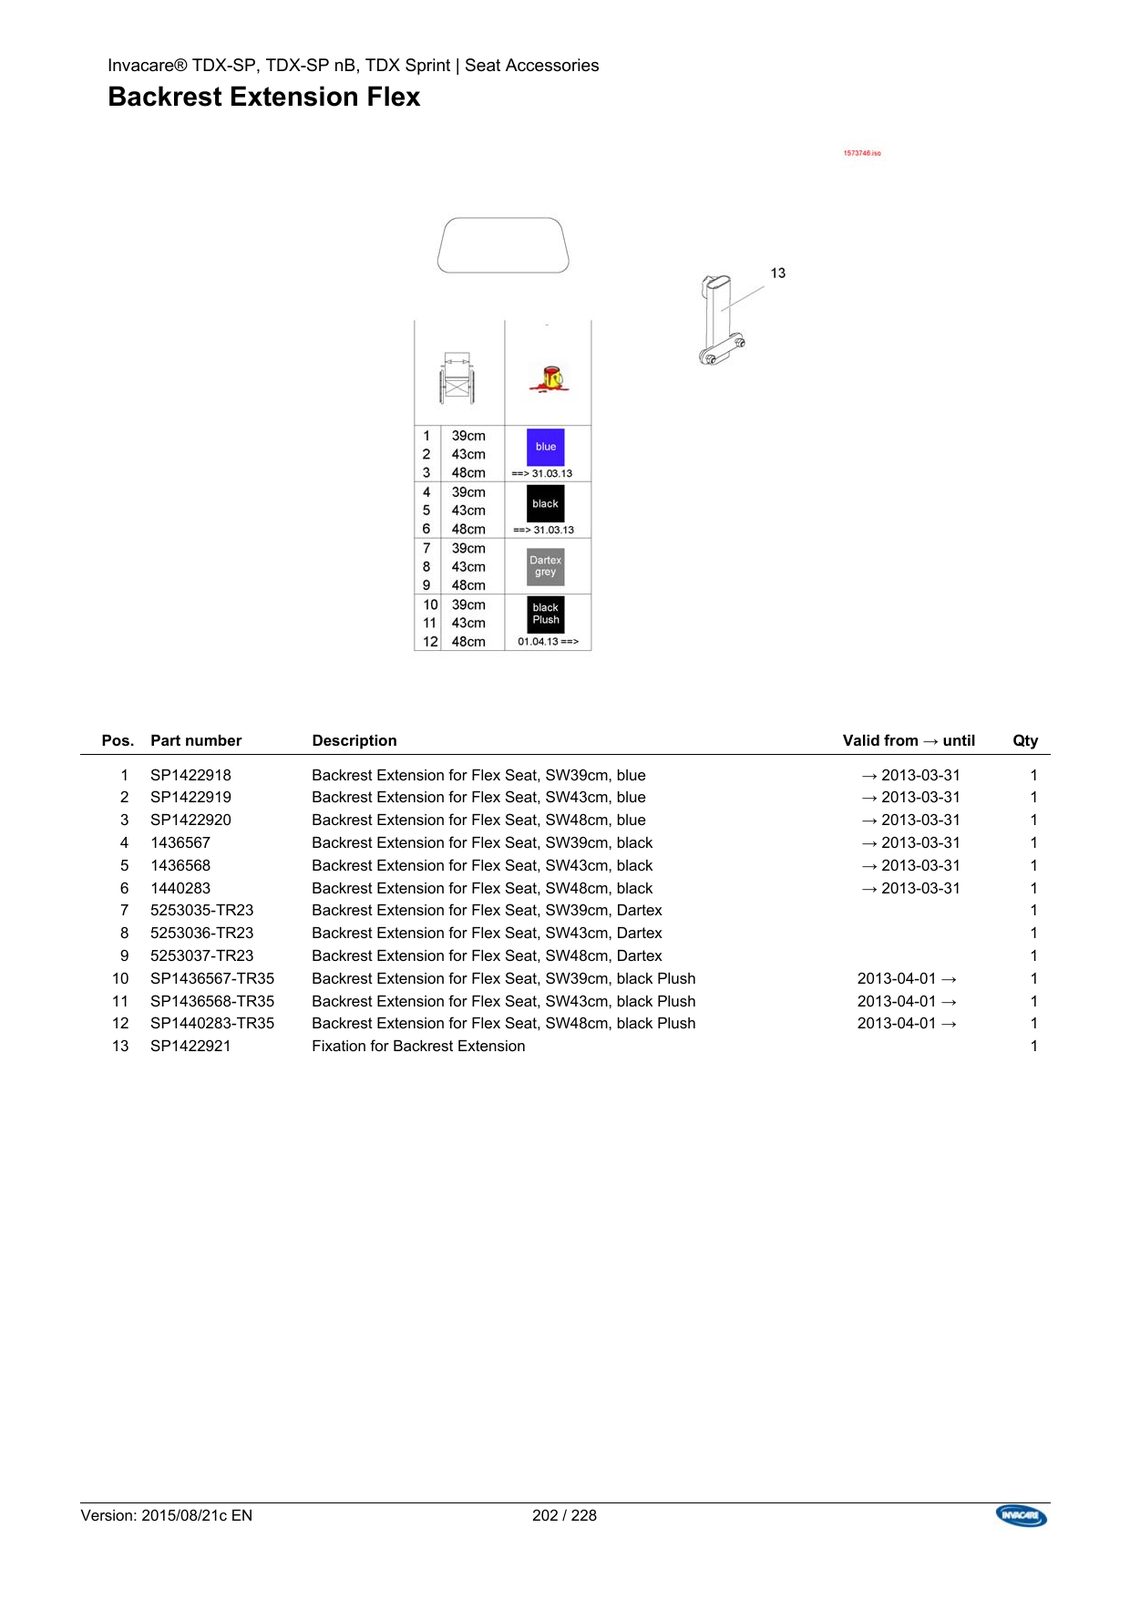 Invacare® TDX-SP, TDX-SP nB, TDX Sprint | Seat Accessories
Backrest Extension Flex
1573746.iso
13
1 39cm
2 43cm
3 48cm
blue
==> 31.03.13
4 39cm
5 43cm
6 48cm
black
==> 31.03.13
7 39cm
8 43cm
9 48cm
Dartex
grey
10 39cm
11 43cm
12 48cm
black
Plush
01.04.13 ==>
Pos. Part number Description Valid from → until Qty
1 SP1422918 Backrest Extension for Flex Seat, SW39cm, blue → 2013-03-31 1
2 SP1422919 Backrest Extension for Flex Seat, SW43cm, blue → 2013-03-31 1
3 SP1422920 Backrest Extension for Flex Seat, SW48cm, blue → 2013-03-31 1
4 1436567 Backrest Extension for Flex Seat, SW39cm, black → 2013-03-31 1
5 1436568 Backrest Extension for Flex Seat, SW43cm, black → 2013-03-31 1
6 1440283 Backrest Extension for Flex Seat, SW48cm, black → 2013-03-31 1
7 5253035-TR23 Backrest Extension for Flex Seat, SW39cm, Dartex 1
8 5253036-TR23 Backrest Extension for Flex Seat, SW43cm, Dartex 1
9 5253037-TR23 Backrest Extension for Flex Seat, SW48cm, Dartex 1
10 SP1436567-TR35 Backrest Extension for Flex Seat, SW39cm, black Plush 2013-04-01 → 1
11 SP1436568-TR35 Backrest Extension for Flex Seat, SW43cm, black Plush 2013-04-01 → 1
12 SP1440283-TR35 Backrest Extension for Flex Seat, SW48cm, black Plush 2013-04-01 → 1
13 SP1422921 Fixation for Backrest Extension 1
Version: 2015/08/21c EN 202 / 228 INVACARE